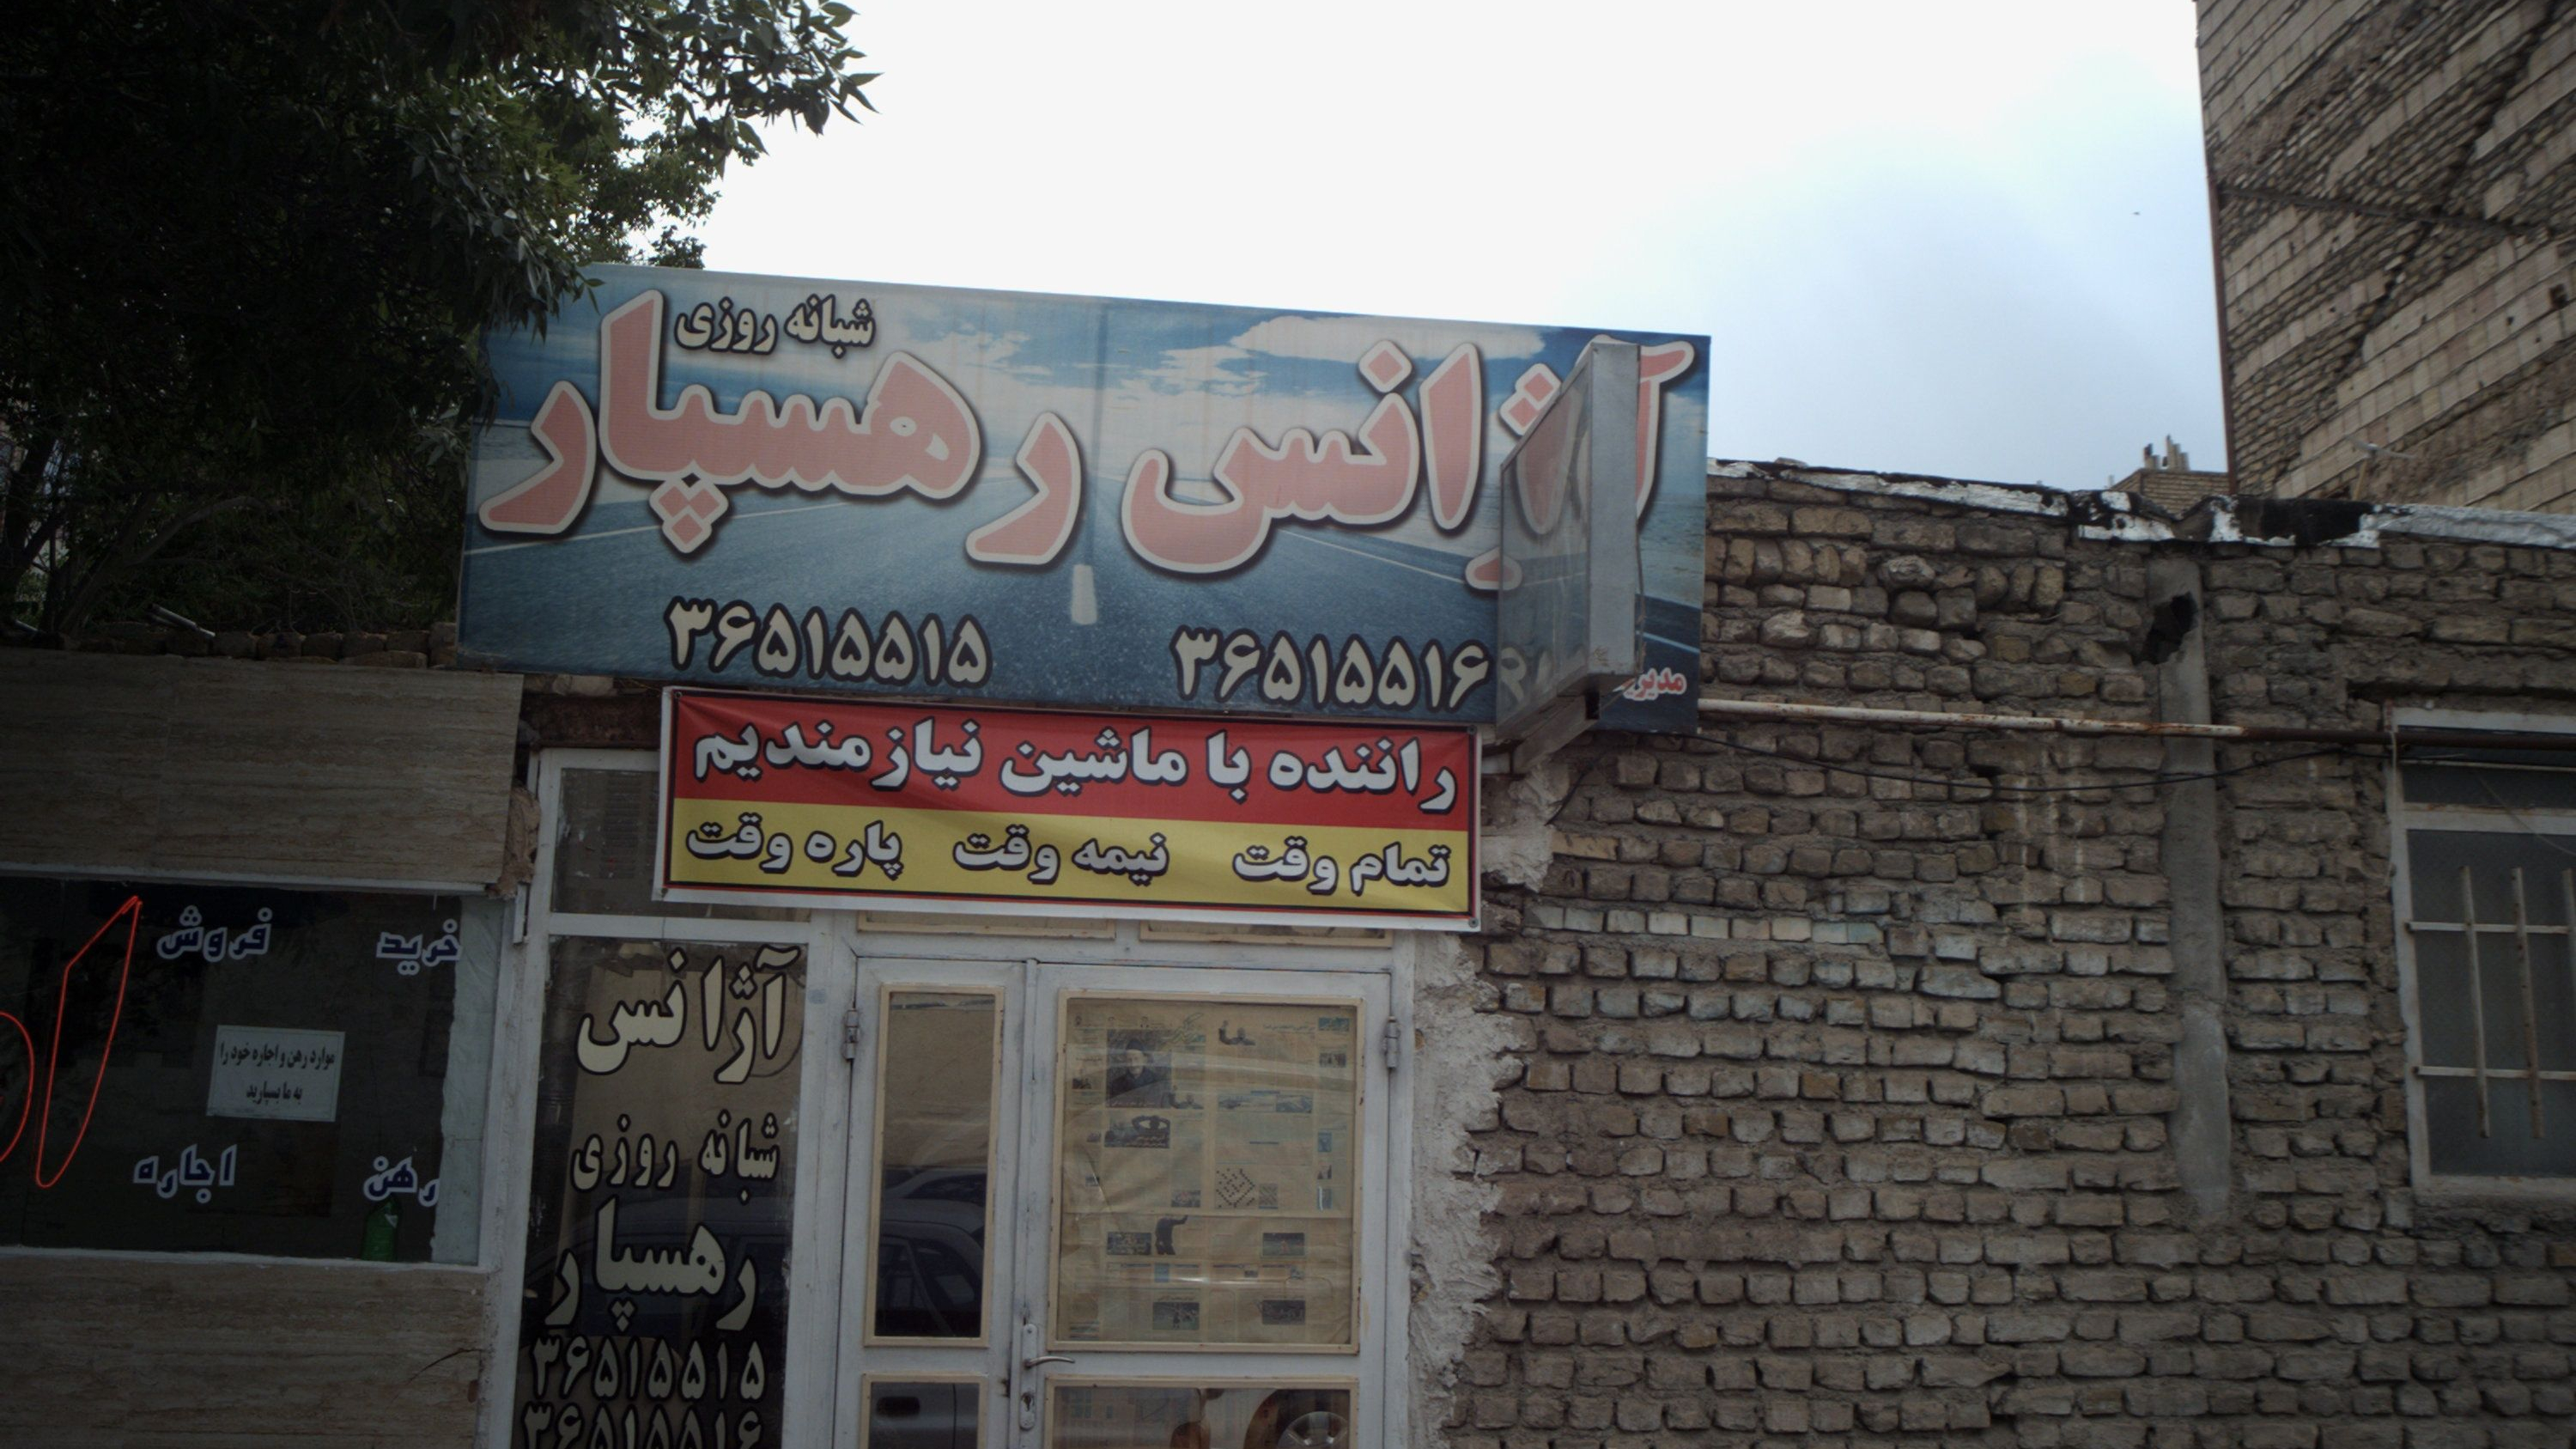 شبانه روزی
آژانس رهسپار
۳۶۵۱۵۵۱۶ ۳۶۵۱۵۵۱۵
راننده با ماشین نیازمندیم
تمام وقت نیمه وقت پاره وقت
آژانس
شبانه روزی
رهسپار
۳۶۵۱۵۵۱۵
۳۶۵۱۵۵۱۶
خرید فروش
موارد رهن و اجاره خود را
به ما بسپارید
رهن اجاره